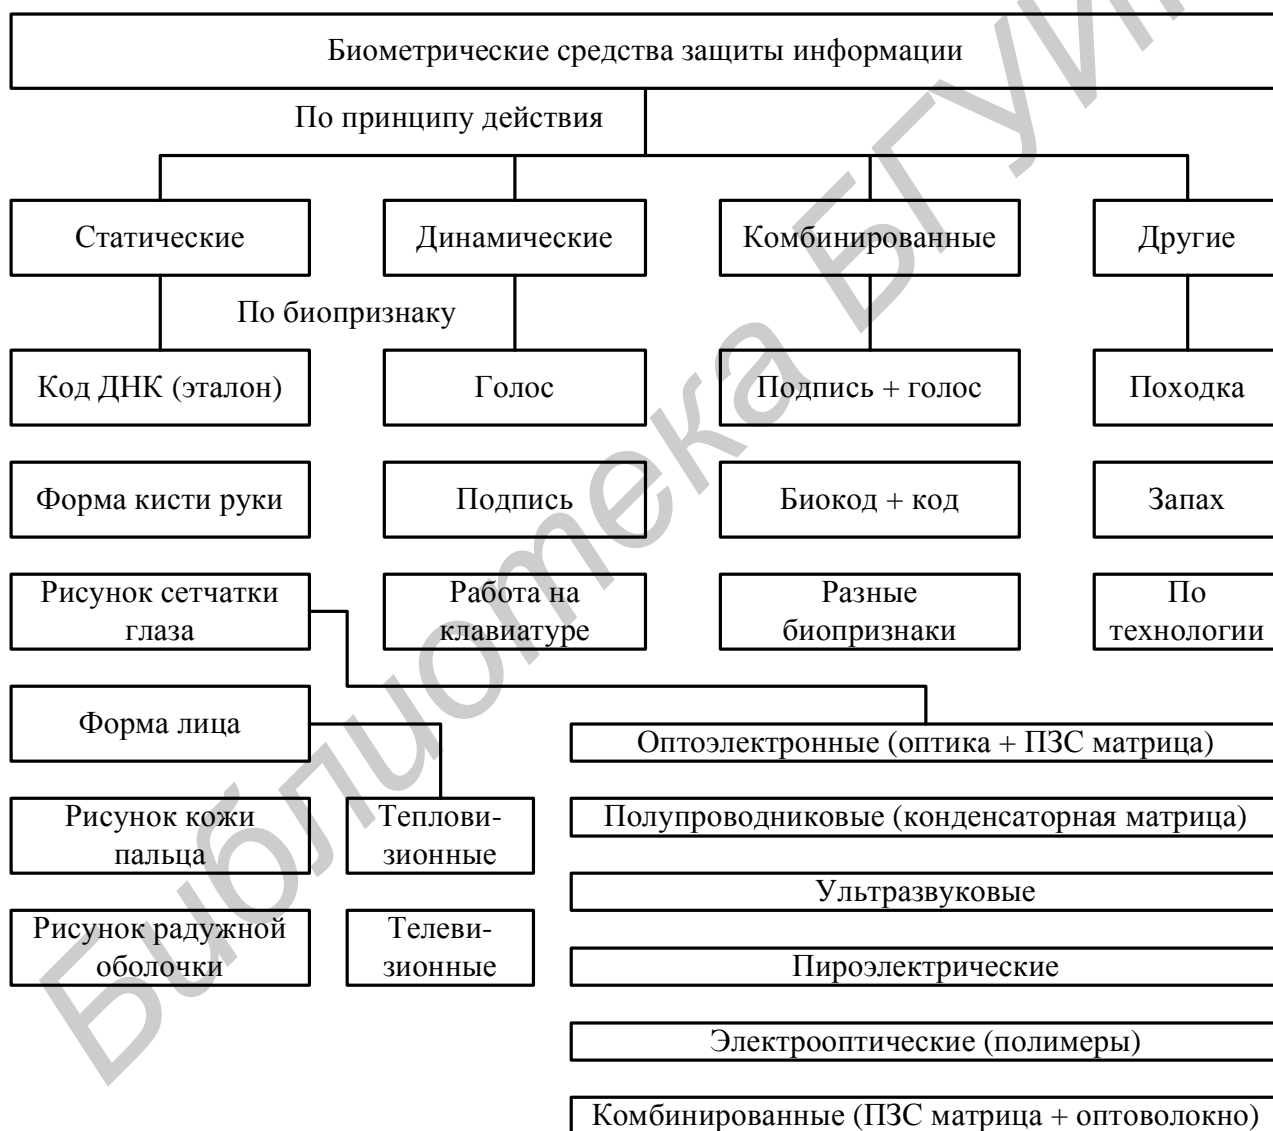 Биометрические средства защиты информации
По принципу действия
Статические
Динамические
Комбинированные
Другие
По биопризнаку
Код ДНК (эталон)
Голос
Подпись + голос
Походка
Форма кисти руки
Подпись
Биокод + код
Запах
Рисунок сетчатки
глаза
Работа на
клавиатуре
Разные
биопризнаки
По
технологии
Форма лица
Оптоэлектронные (оптика + ПЗС матрица)
Рисунок кожи
пальца
Теплови-
зионные
Полупроводниковые (конденсаторная матрица)
Ультразвуковые
Рисунок радужной
оболочки
Телеви-
зионные
Пироэлектрические
Электрооптические (полимеры)
Комбинированные (ПЗС матрица + оптоволокно)
Библиотека